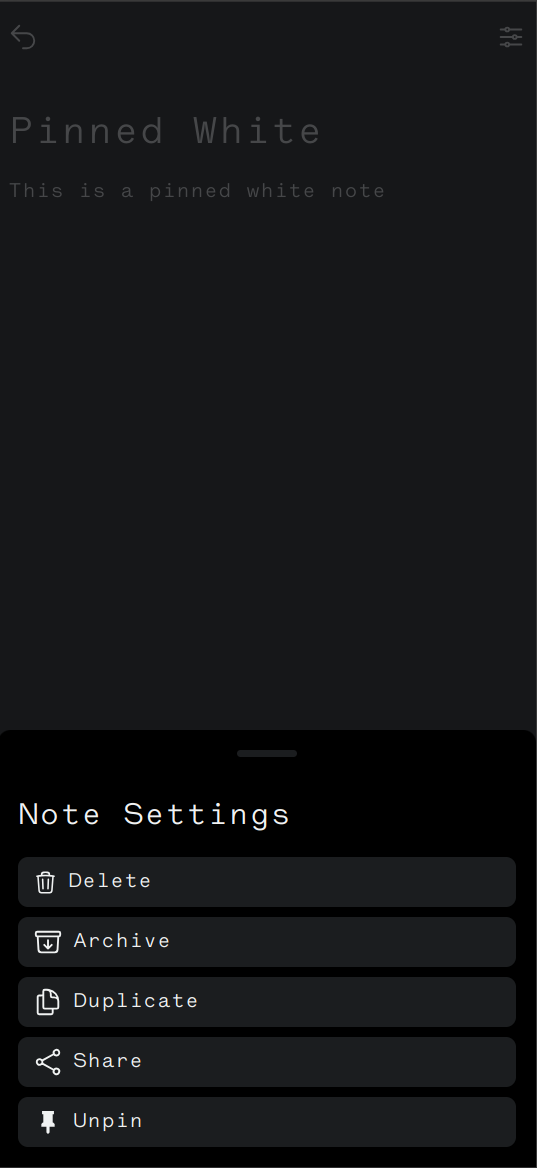 Pinned White
This is a pinned white note
Note Settings
Delete
Archive
Duplicate
Share
Unpin